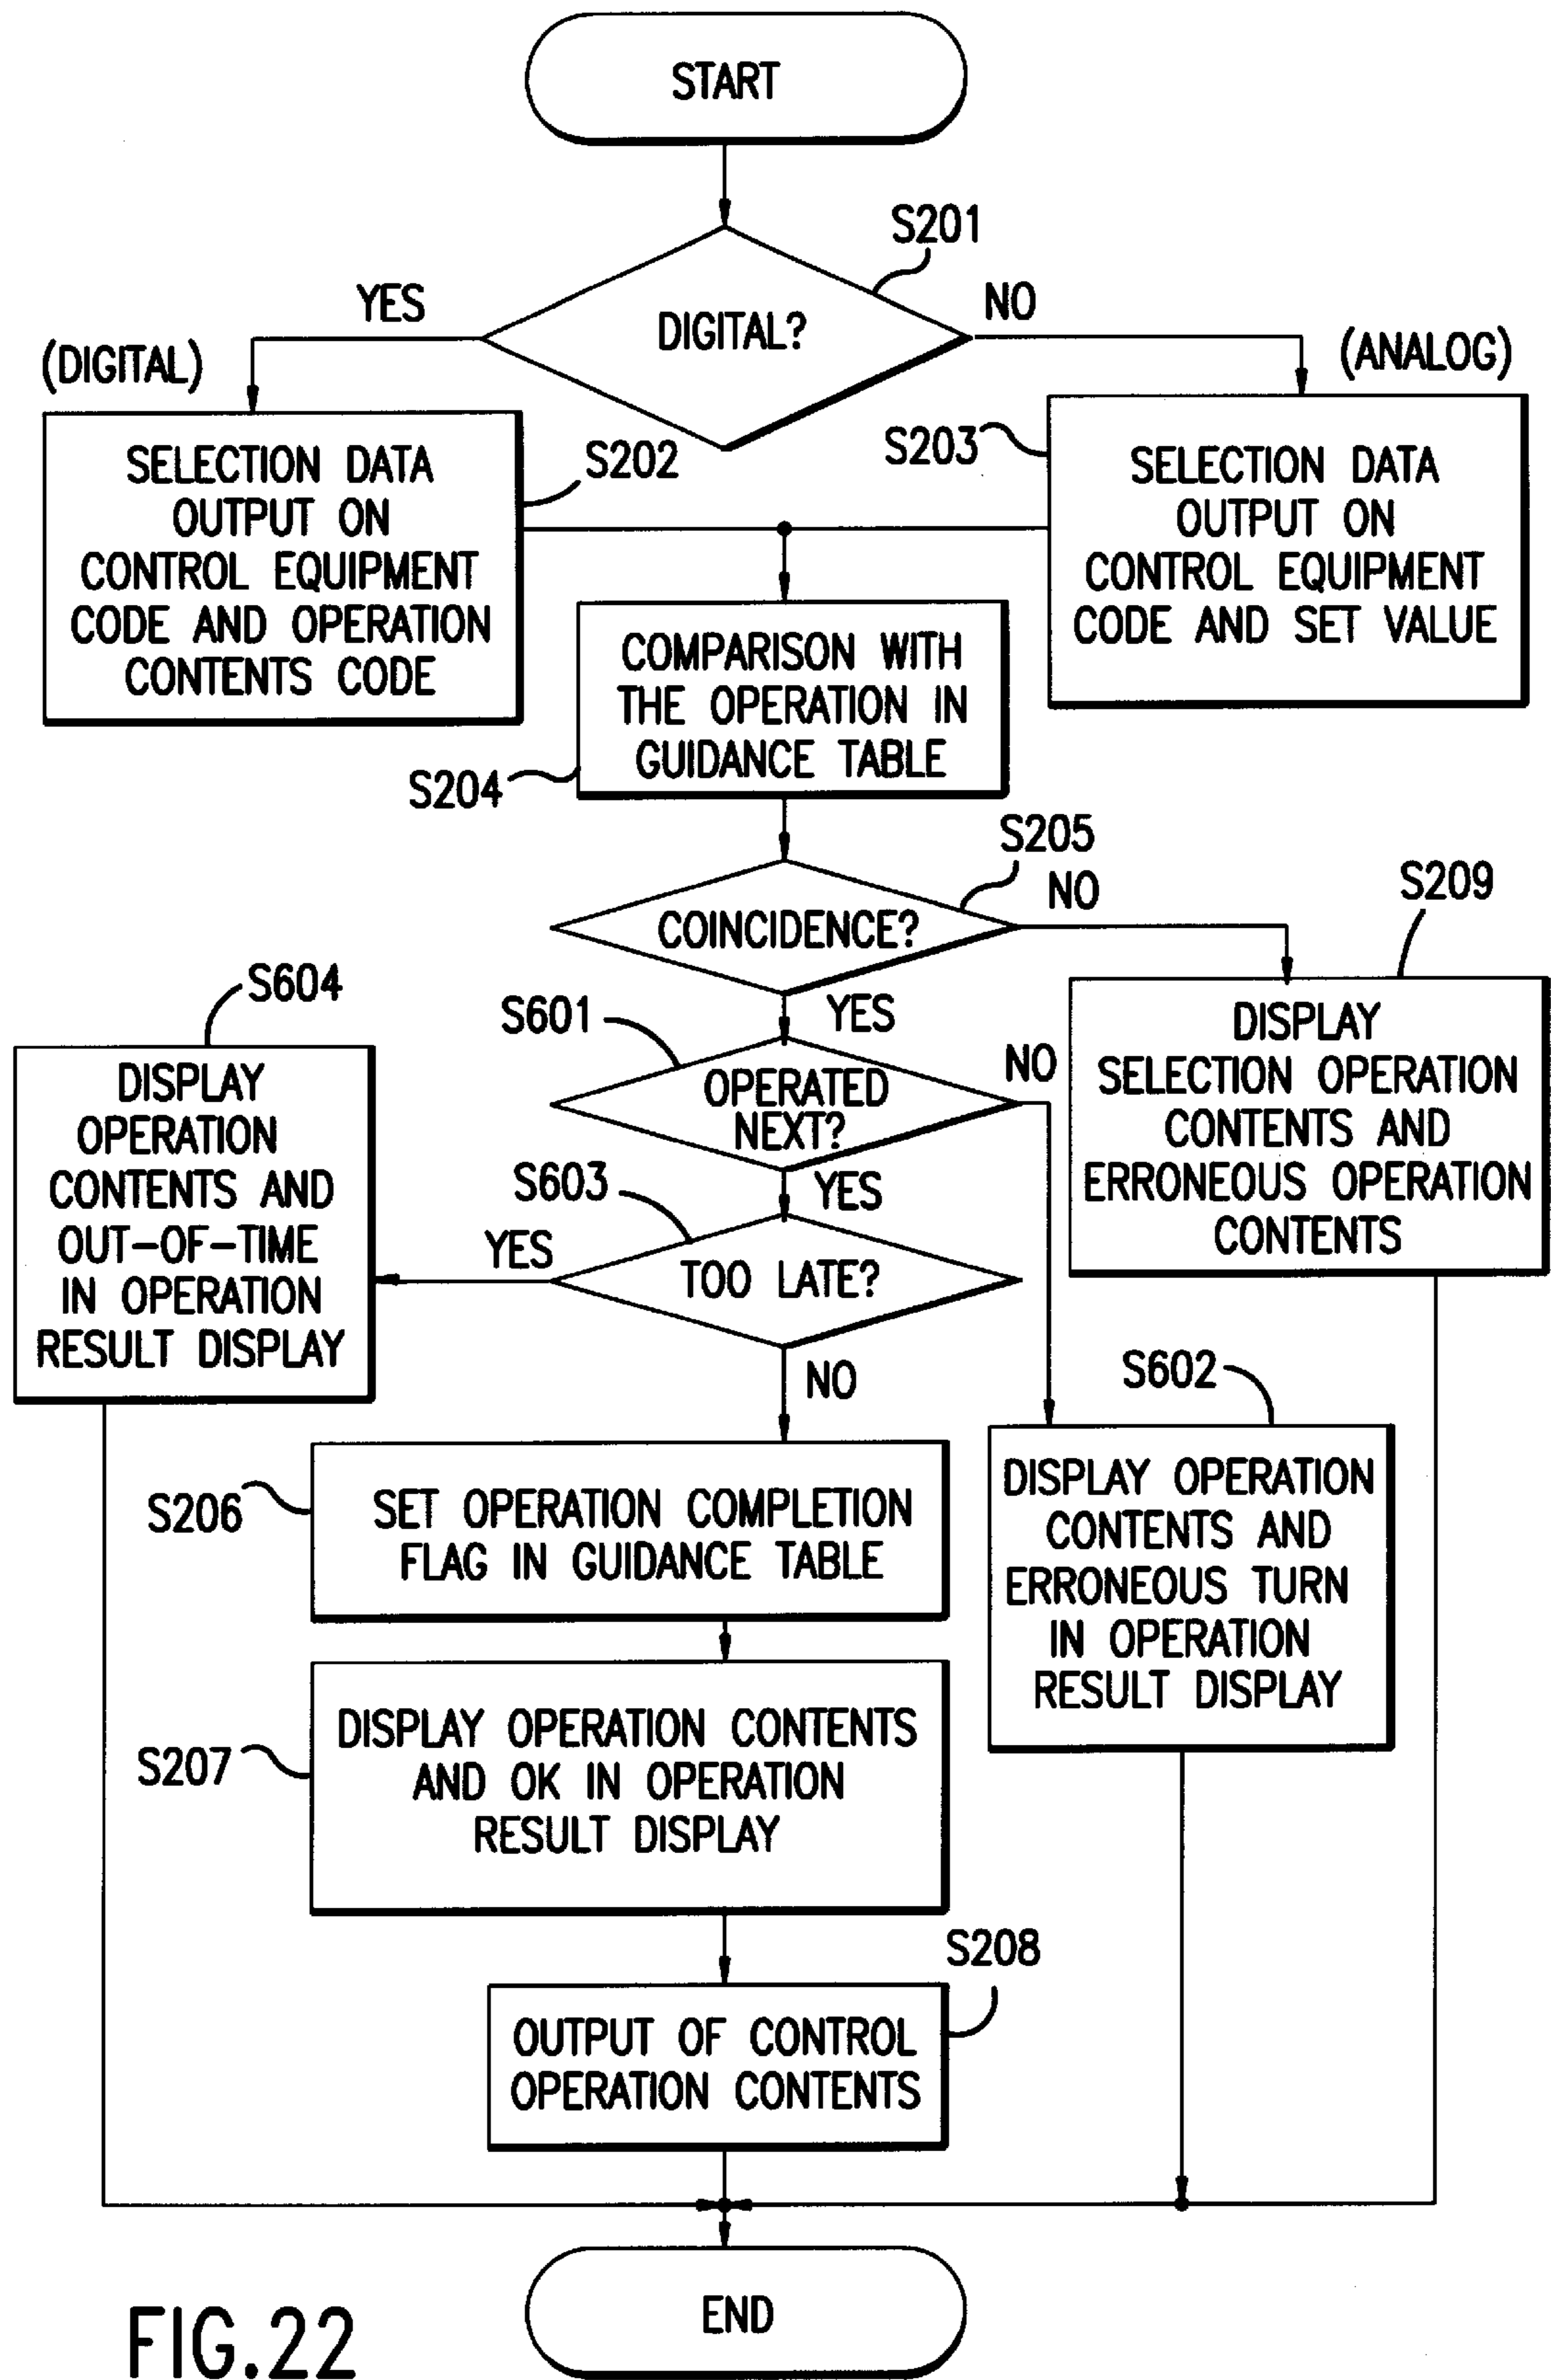 START
S201
YES
NO
DIGITAL?
(DIGITAL)
(ANALOG)
SELECTION DATA
OUTPUT ON
CONTROL EQUIPMENT
CODE AND OPERATION
CONTENTS CODE
S202
S203
SELECTION DATA
OUTPUT ON
CONTROL EQUIPMENT
CODE AND SET VALUE
COMPARISON WITH
THE OPERATION IN
GUIDANCE TABLE
S204
S205
COINCIDENCE?
NO
S209
YES
DISPLAY
SELECTION OPERATION
CONTENTS AND
ERRONEOUS OPERATION
CONTENTS
S601
OPERATED
NEXT?
NO
YES
S604
DISPLAY
OPERATION
CONTENTS AND
OUT-OF-TIME
IN OPERATION
RESULT DISPLAY
S603
YES
TOO LATE?
NO
S602
DISPLAY OPERATION
CONTENTS AND
ERRONEOUS TURN
IN OPERATION
RESULT DISPLAY
S206
SET OPERATION COMPLETION
FLAG IN GUIDANCE TABLE
S207
DISPLAY OPERATION CONTENTS
AND OK IN OPERATION
RESULT DISPLAY
S208
OUTPUT OF CONTROL
OPERATION CONTENTS
END
FIG.22